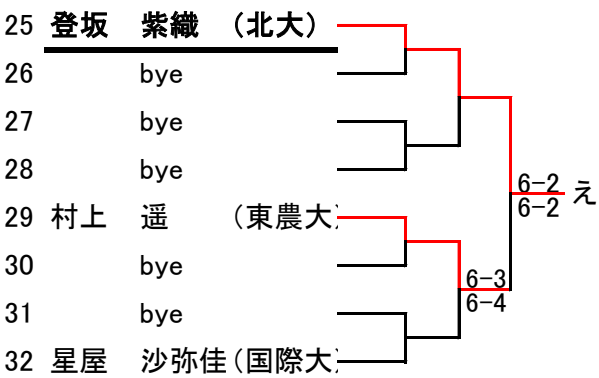 25 登坂 紫織 (北大)
26 bye
27 bye
28 bye
6-2
6-2
え
29 村上 遥 (東農大)
30 bye
6-3
6-4
31 bye
32 星屋 沙弥佳(国際大)